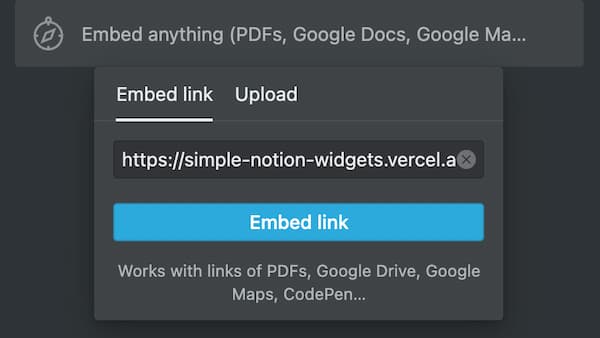 Embed anything (PDFs, Google Docs, Google Ma...
Embed link Upload
https://simple-notion-widgets.vercel.a
Embed link
Works with links of PDFs, Google Drive, Google
Maps, CodePen...